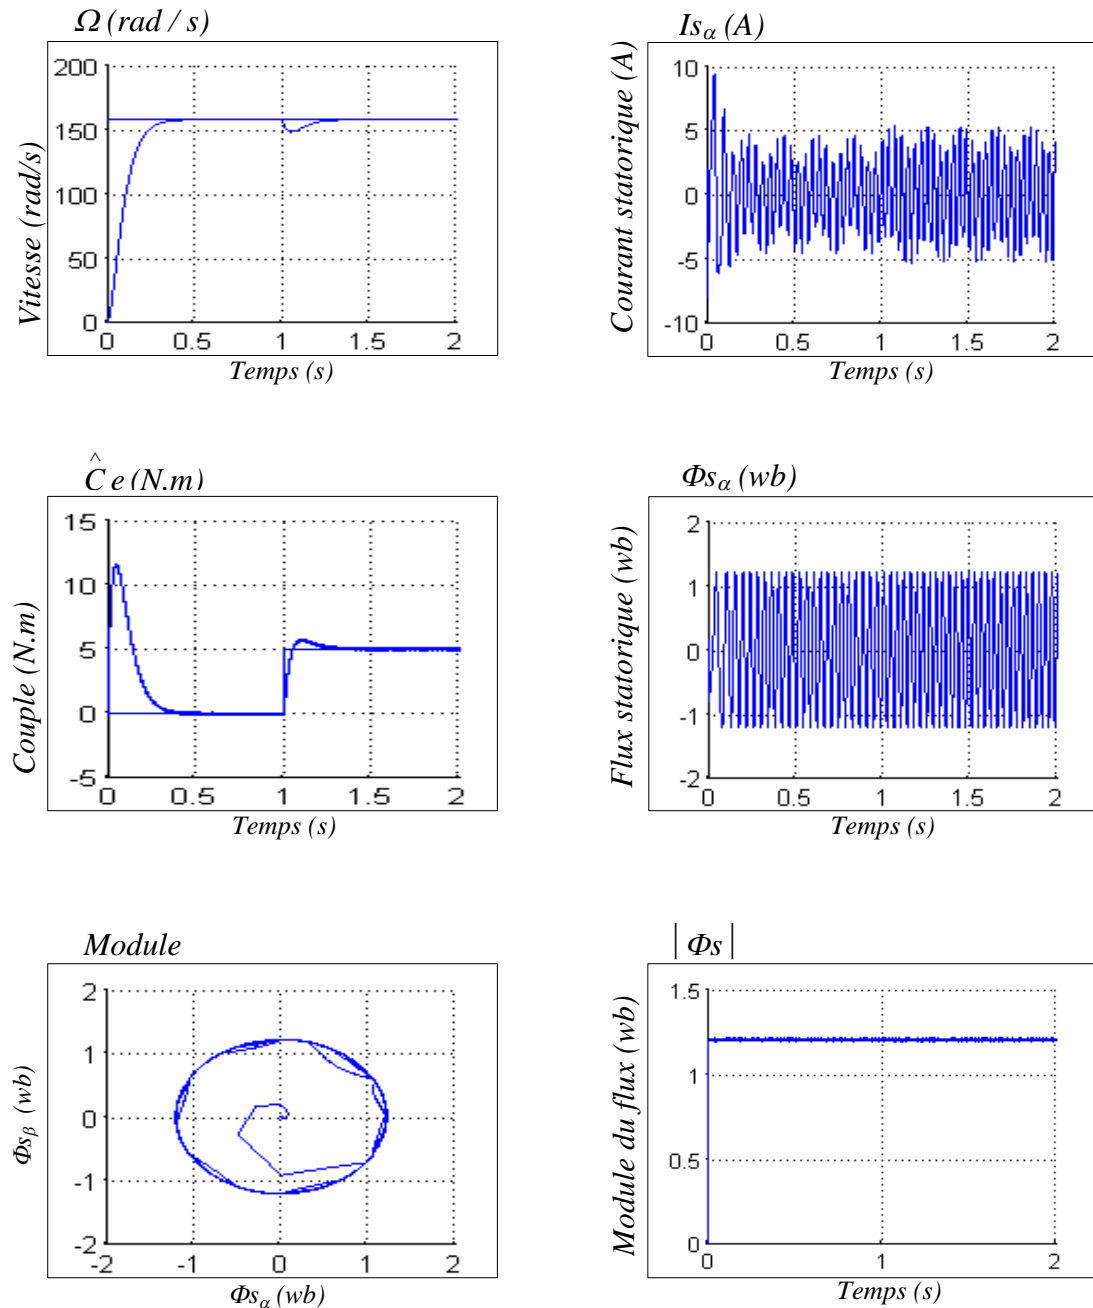 Ω (rad / s)
Vitesse (rad/s)
200
150
100
50
0
0 0.5 1 1.5 2
Temps (s)
Isα (A)
Courant statorique (A)
10
5
0
-5
-10
0 0.5 1 1.5 2
Temps (s)
Ĉ e (N.m)
Couple (N.m)
15
10
5
0
-5
0 0.5 1 1.5 2
Temps (s)
Φsα (wb)
Flux statorique (wb)
2
1
0
-1
-2
0 0.5 1 1.5 2
Temps (s)
Module
Φsβ (wb)
2
1
0
-1
-2
-2 -1 0 1 2
Φsα (wb)
| Φs |
Module du flux (wb)
1.5
1
0.5
0
0 1 2
Temps (s)